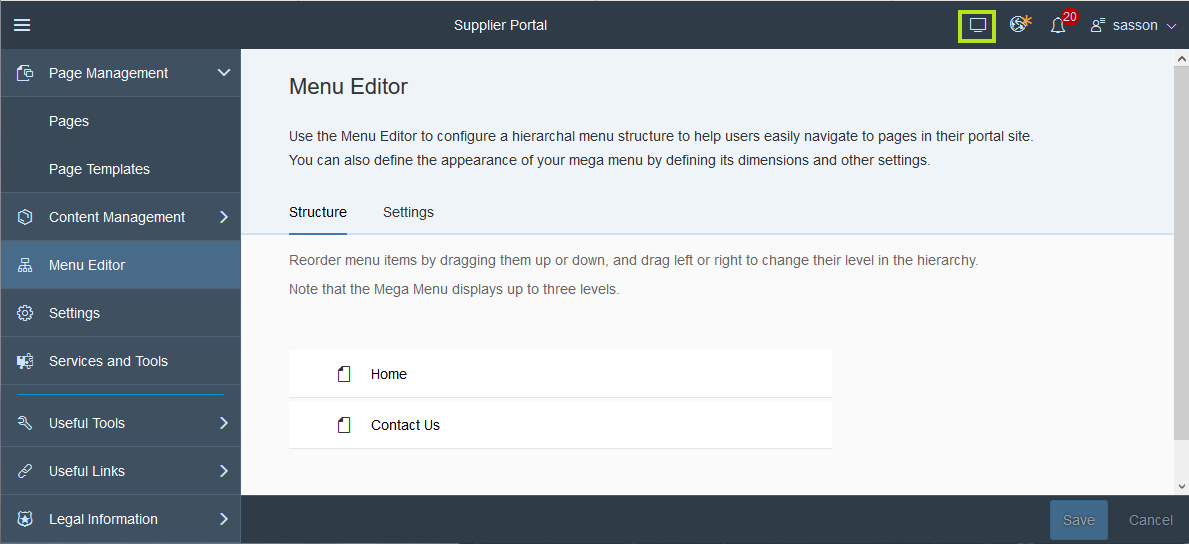 Supplier Portal
20
sasson
Page Management
Pages
Page Templates
Content Management
Menu Editor
Settings
Services and Tools
Useful Tools
Useful Links
Legal Information
Menu Editor
Use the Menu Editor to configure a hierarchal menu structure to help users easily navigate to pages in their portal site.
You can also define the appearance of your mega menu by defining its dimensions and other settings.
Structure Settings
Reorder menu items by dragging them up or down, and drag left or right to change their level in the hierarchy.
Note that the Mega Menu displays up to three levels.
Home
Contact Us
Save Cancel